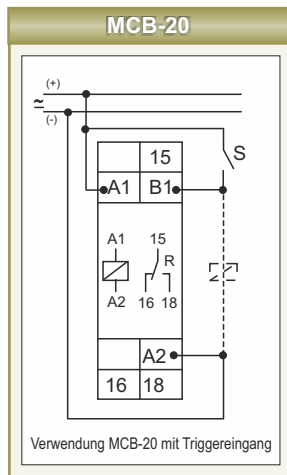 MCB-20
(+)
≃
(-)
15
S
A1 B1
A1 15
R
A2 16 18
A2
16 18
Verwendung MCB-20 mit Triggereingang